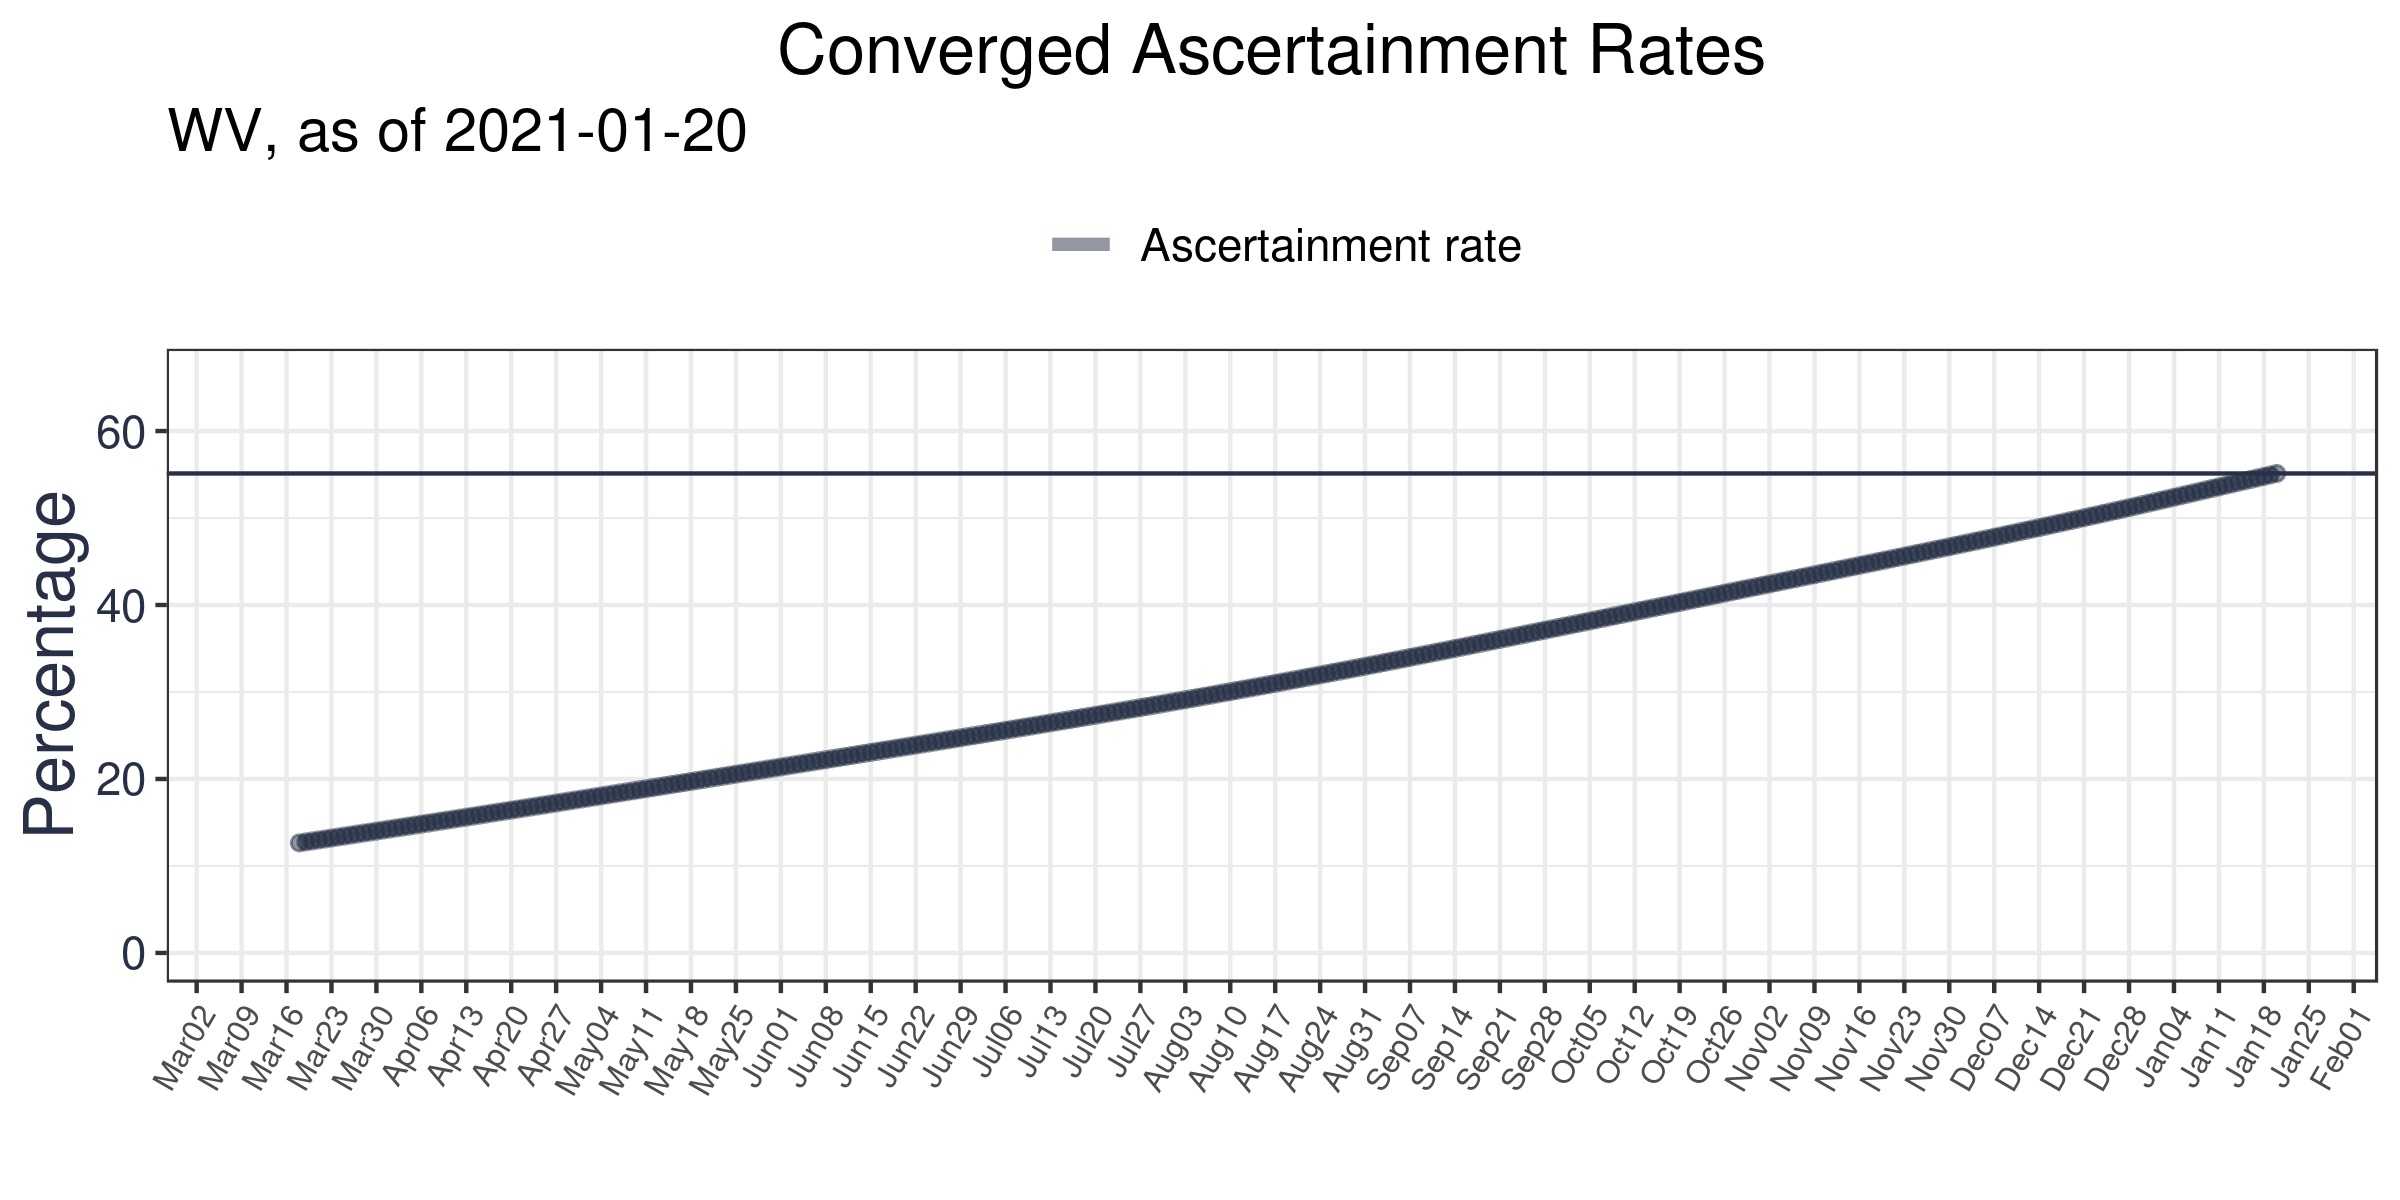 Converged Ascertainment Rates
WV, as of 2021-01-20
Ascertainment rate
Percentage
60
40
20
0
Mar02
Mar09
Mar16
Mar23
Mar30
Apr06
Apr13
Apr20
Apr27
May04
May11
May18
May25
Jun01
Jun08
Jun15
Jun22
Jun29
Jul06
Jul13
Jul20
Jul27
Aug03
Aug10
Aug17
Aug24
Aug31
Sep07
Sep14
Sep21
Sep28
Oct05
Oct12
Oct19
Oct26
Nov02
Nov09
Nov16
Nov23
Nov30
Dec07
Dec14
Dec21
Dec28
Jan04
Jan11
Jan18
Jan25
Feb01